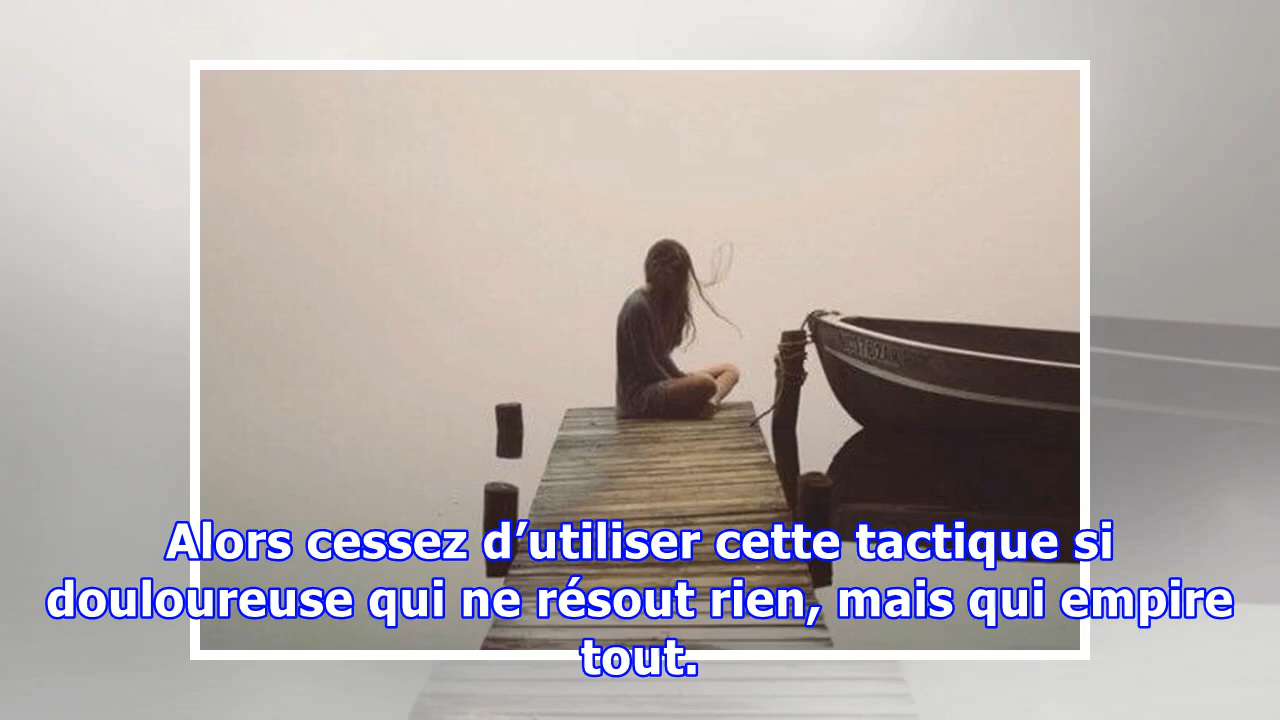 Alors cessez d’utiliser cette tactique si
douloureuse qui ne résout rien, mais qui empire
tout.